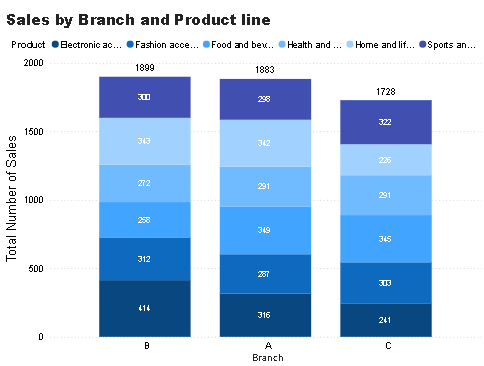 Sales by Branch and Product line
Product Electronic ac... Fashion acce... Food and bev... Health and ... Home and lif... Sports an...
2000
1500
1000
500
0
Total Number of Sales
1899 1883 1728
300 298 322
343 342 226
272 291 291
258 349 345
312 287 303
414 316 241
B A C
Branch